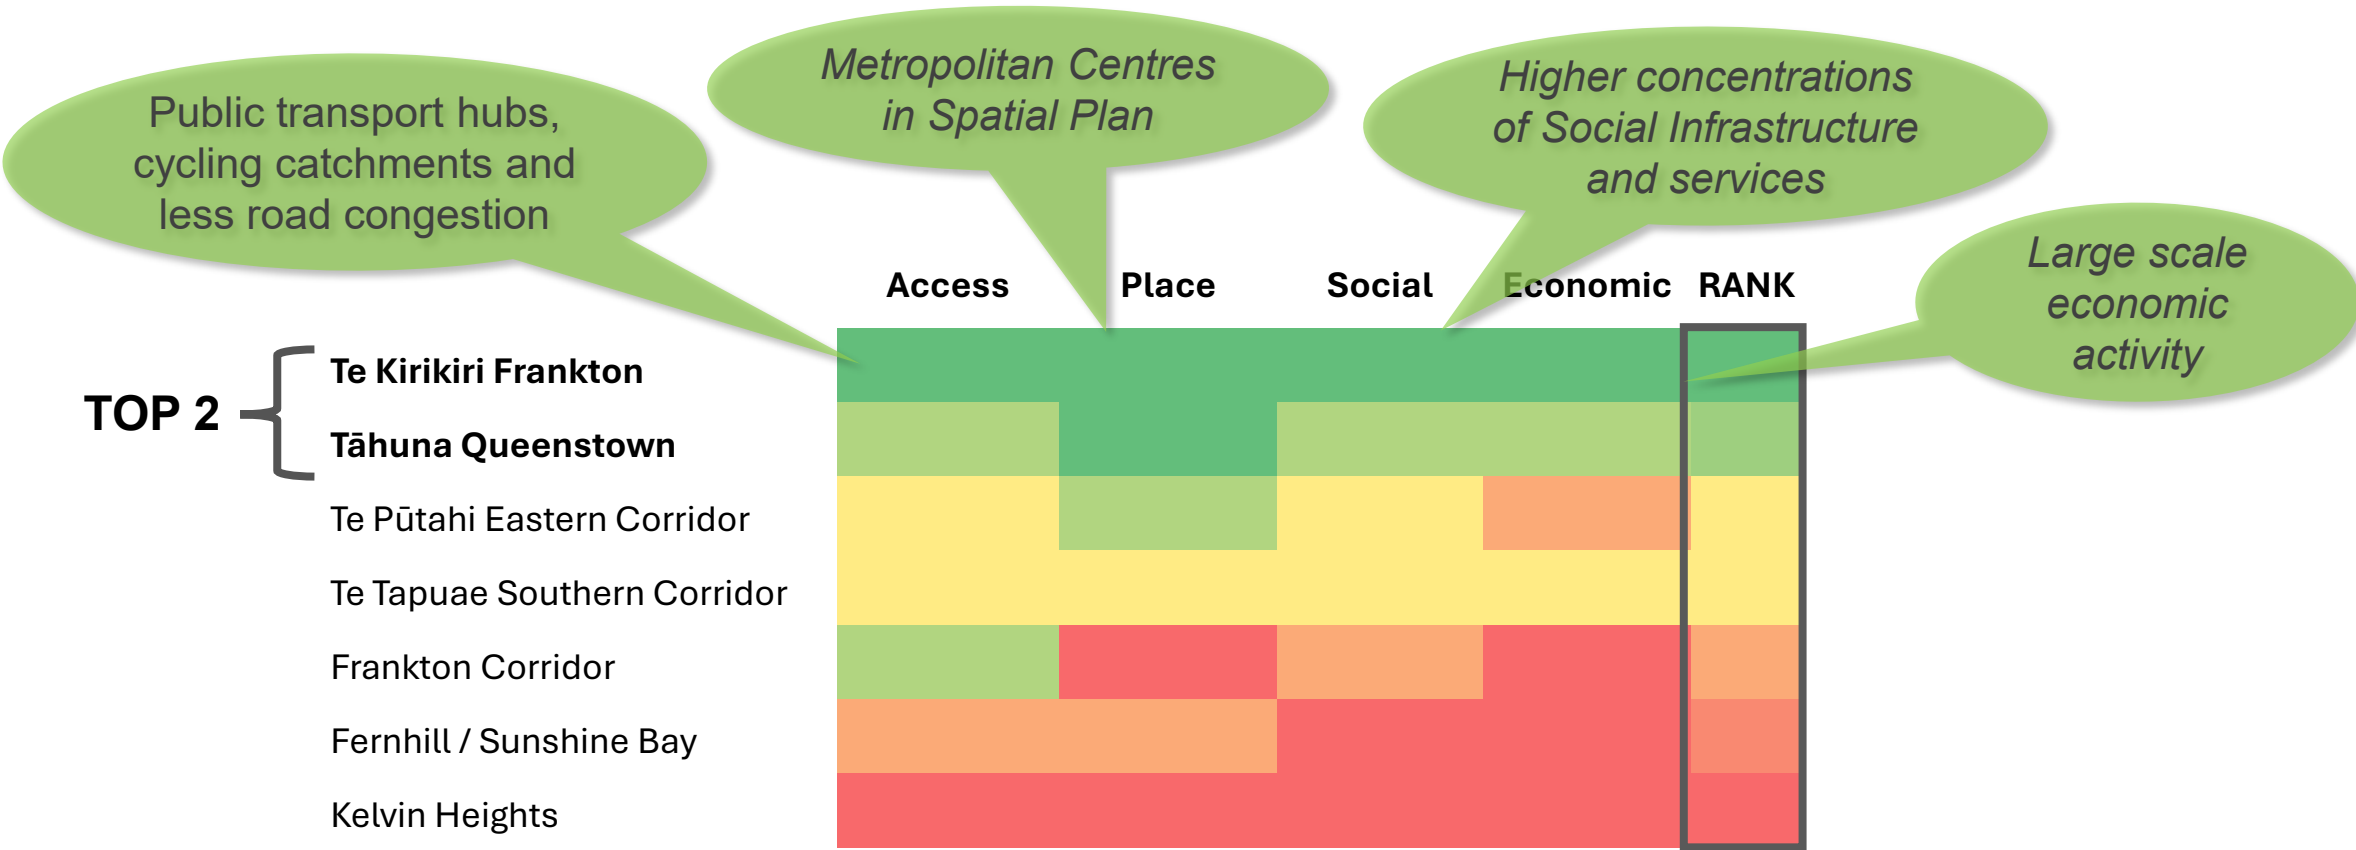 Public transport hubs,
cycling catchments and
less road congestion
Metropolitan Centres
in Spatial Plan
Higher concentrations
of Social Infrastructure
and services
Large scale
economic
activity
Access Place Social Economic RANK
TOP 2
Te Kirikiri Frankton
Tāhuna Queenstown
Te Pūtahi Eastern Corridor
Te Tapuae Southern Corridor
Frankton Corridor
Fernhill / Sunshine Bay
Kelvin Heights